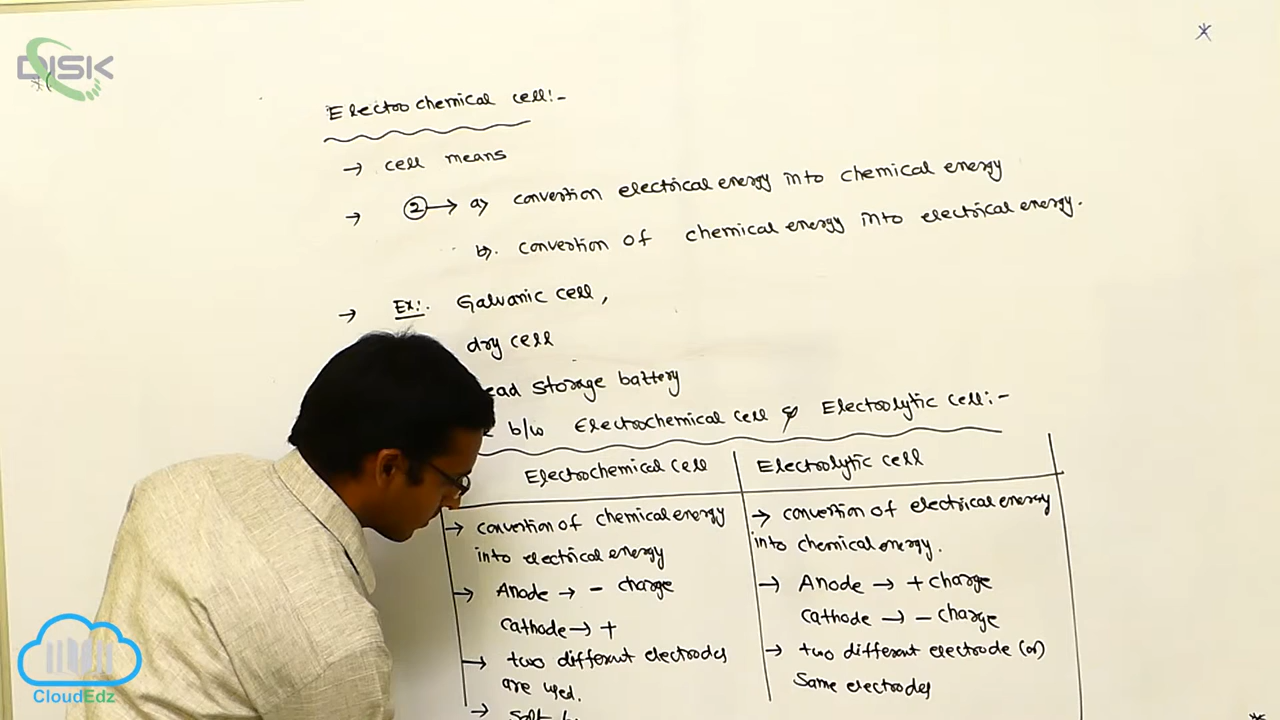 DISK
Electro chemical cell:-
→ cell means
→ ② → a) convertion electrical energy into chemical energy
b). convertion of chemical energy into electrical energy.
→ Ex:. Galvanic cell,
dry cell
ead storage battery
b/w Electrochemical cell & Electrolytic cell:-
Electrochemical cell
→ convertion of chemical energy
into electrical energy
→ Anode → - charge
cathode → +
→ two different electrodes
are used.
→ Salt
Electrolytic cell
→ convertion of electrical energy
into chemical energy.
→ Anode → + charge
cathode → - charge
→ two different electrode (or)
Same electrodes
CloudEdz